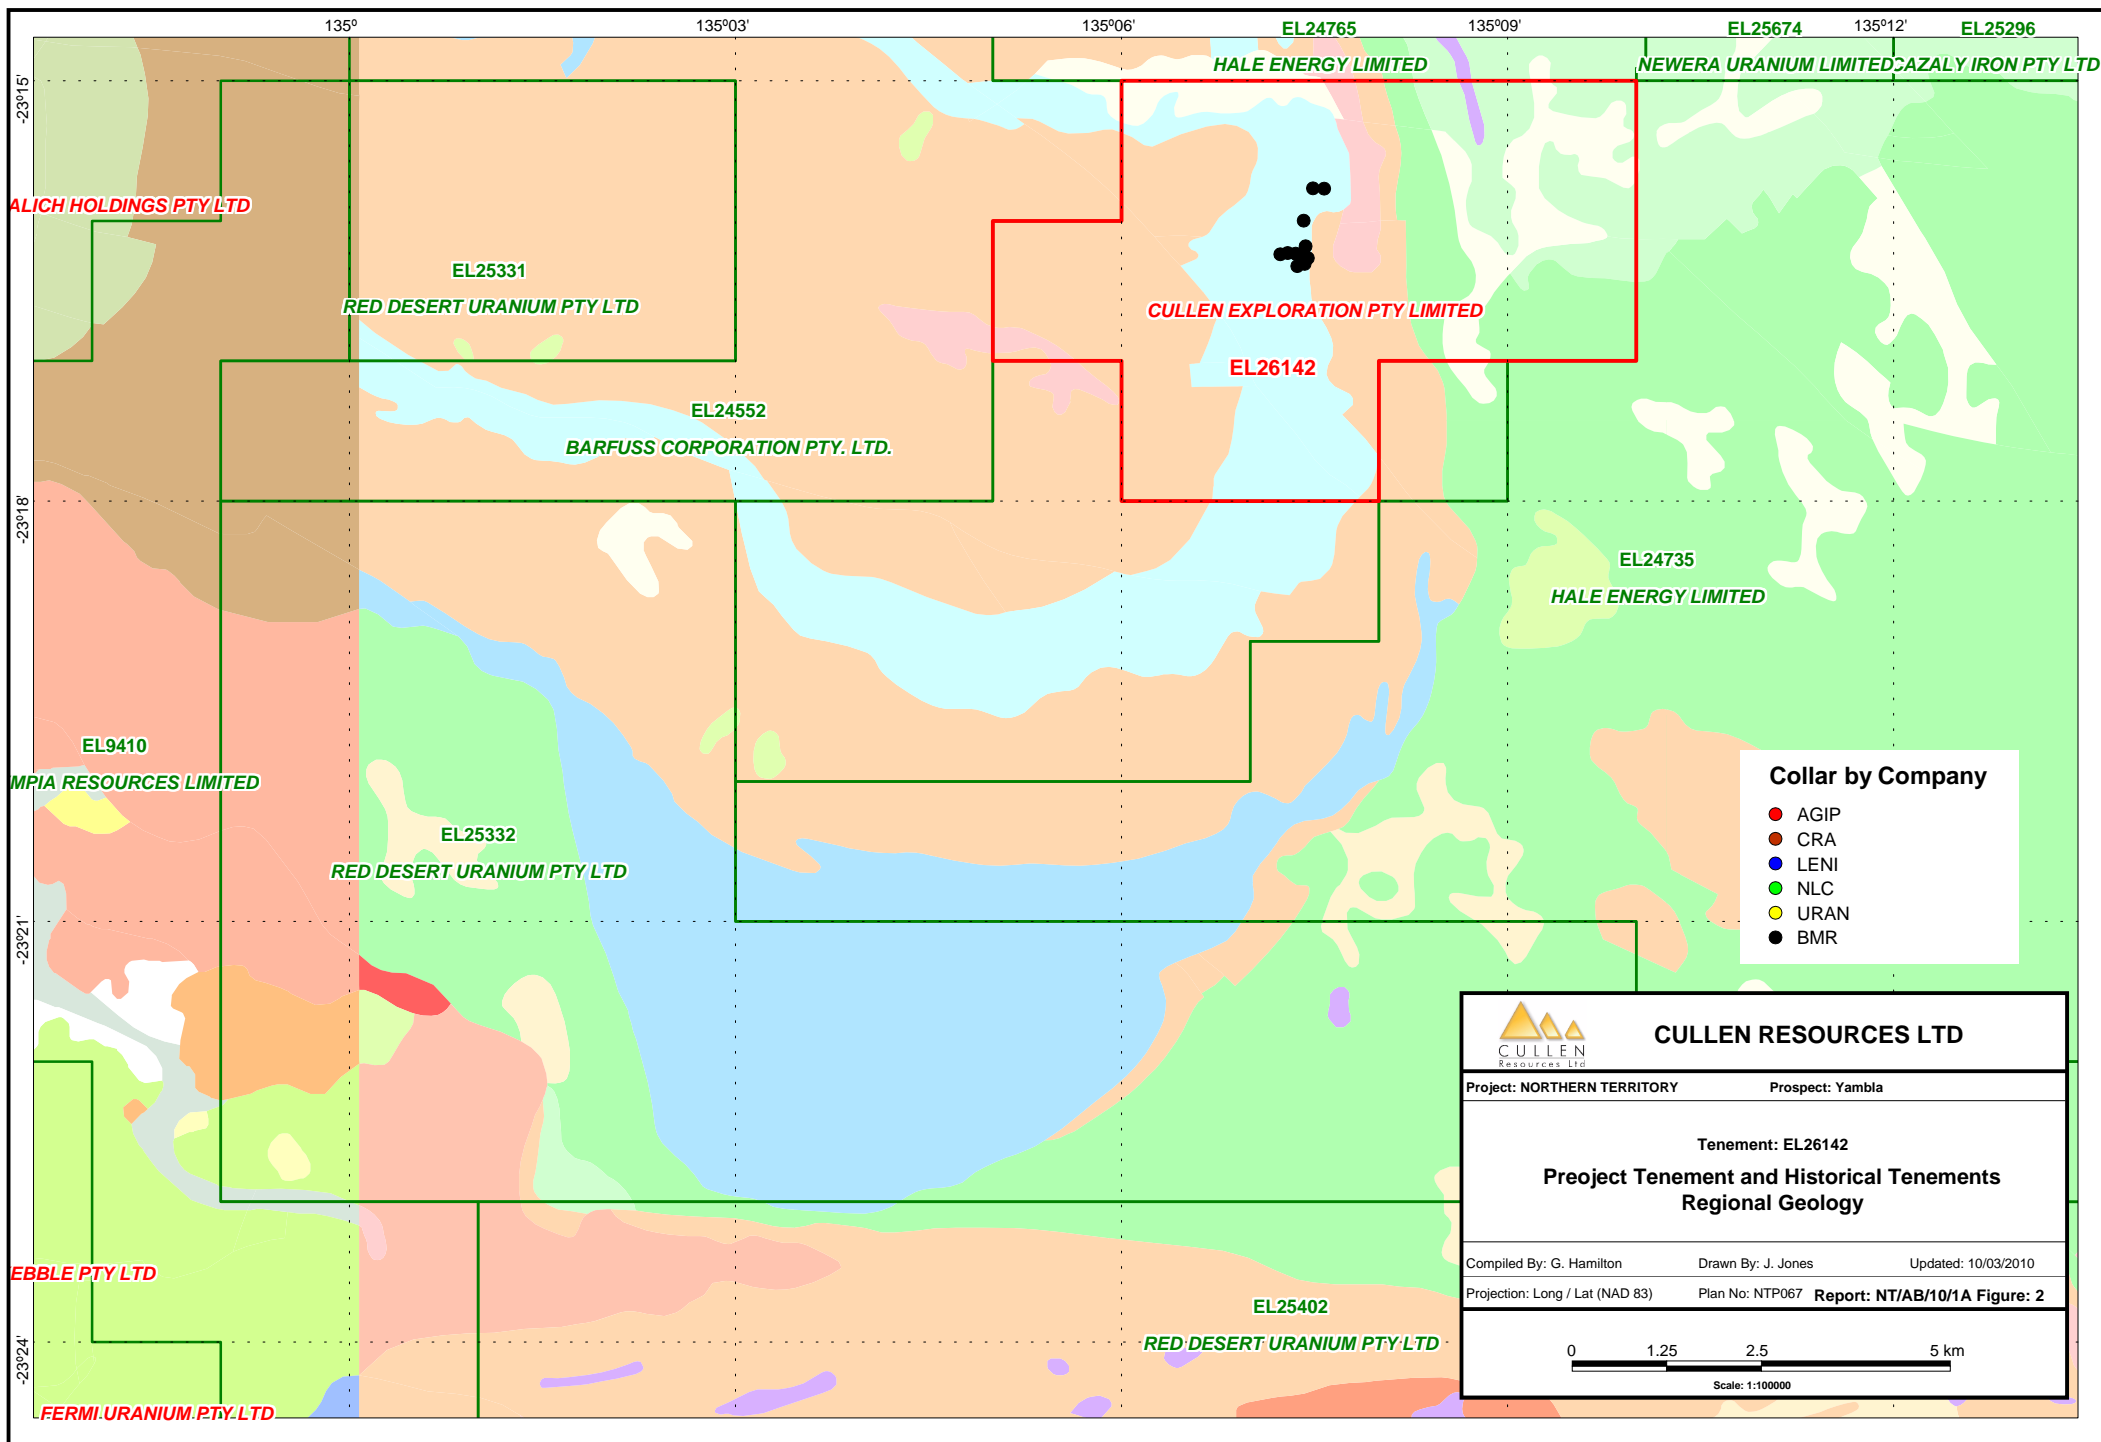 135º
135º03'
135º06'
EL24765
135º09'
EL25674
135º12'
EL25296
HALE ENERGY LIMITED
NEWERA URANIUM LIMITED
CAZALY IRON PTY LTD
-23º15'
ALICH HOLDINGS PTY LTD
EL25331
RED DESERT URANIUM PTY LTD
CULLEN EXPLORATION PTY LIMITED
EL26142
EL24552
BARFUSS CORPORATION PTY. LTD.
-23º18'
EL24735
HALE ENERGY LIMITED
EL9410
MPIA RESOURCES LIMITED
EL25332
RED DESERT URANIUM PTY LTD
Collar by Company
AGIP
CRA
LENI
NLC
URAN
BMR
-23º21'
CULLEN
Resources Ltd
CULLEN RESOURCES LTD
Project: NORTHERN TERRITORY Prospect: Yambla
Tenement: EL26142
Preoject Tenement and Historical Tenements
Regional Geology
Compiled By: G. Hamilton Drawn By: J. Jones Updated: 10/03/2010
Projection: Long / Lat (NAD 83) Plan No: NTP067 Report: NT/AB/10/1A Figure: 2
0 1.25 2.5 5 km
Scale: 1:100000
EBBLE PTY LTD
EL25402
RED DESERT URANIUM PTY LTD
-23º24'
FERMI URANIUM PTY LTD